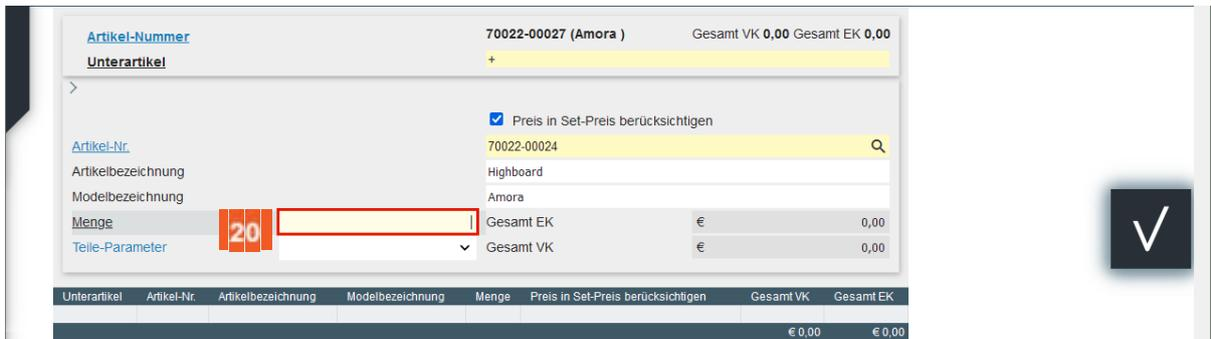 Artikel-Nummer 70022-00027 (Amora ) Gesamt VK 0,00 Gesamt EK 0,00
Unterartikel +
Preis in Set-Preis berücksichtigen
Artikel-Nr. 70022-00024
Artikelbezeichnung Highboard
Modelbezeichnung Amora
Menge 20 Gesamt EK € 0,00
Teile-Parameter Gesamt VK € 0,00
Unterartikel Artikel-Nr. Artikelbezeichnung Modelbezeichnung Menge Preis in Set-Preis berücksichtigen Gesamt VK Gesamt EK
€ 0,00 € 0,00